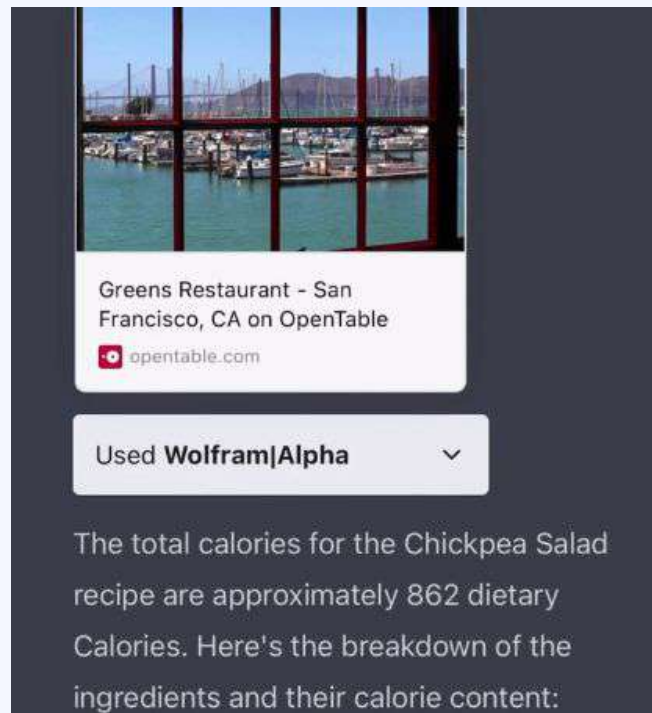 Greens Restaurant - San
Francisco, CA on OpenTable
opentable.com
Used Wolfram|Alpha
The total calories for the Chickpea Salad
recipe are approximately 862 dietary
Calories. Here's the breakdown of the
ingredients and their calorie content: